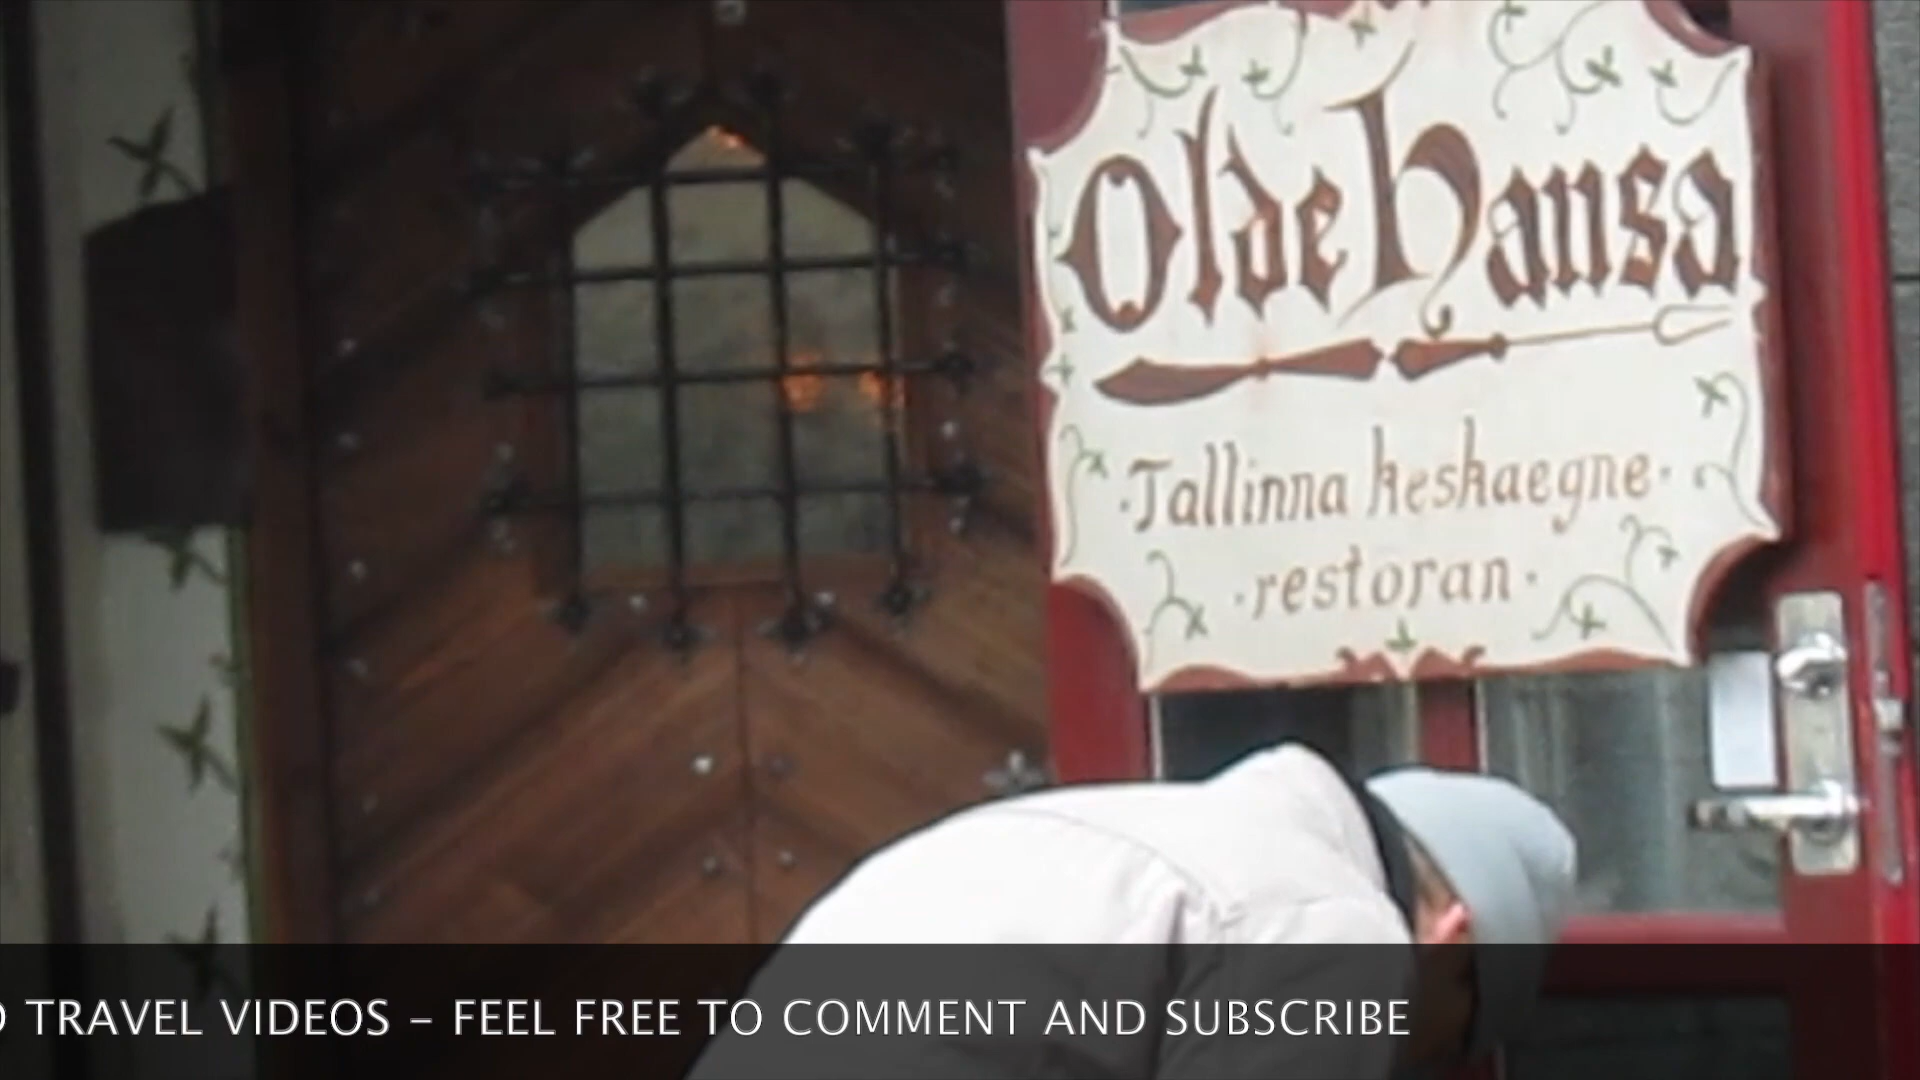 Olde hansa
· Tallinna keskaegne ·
· restoran ·
TRAVEL VIDEOS – FEEL FREE TO COMMENT AND SUBSCRIBE